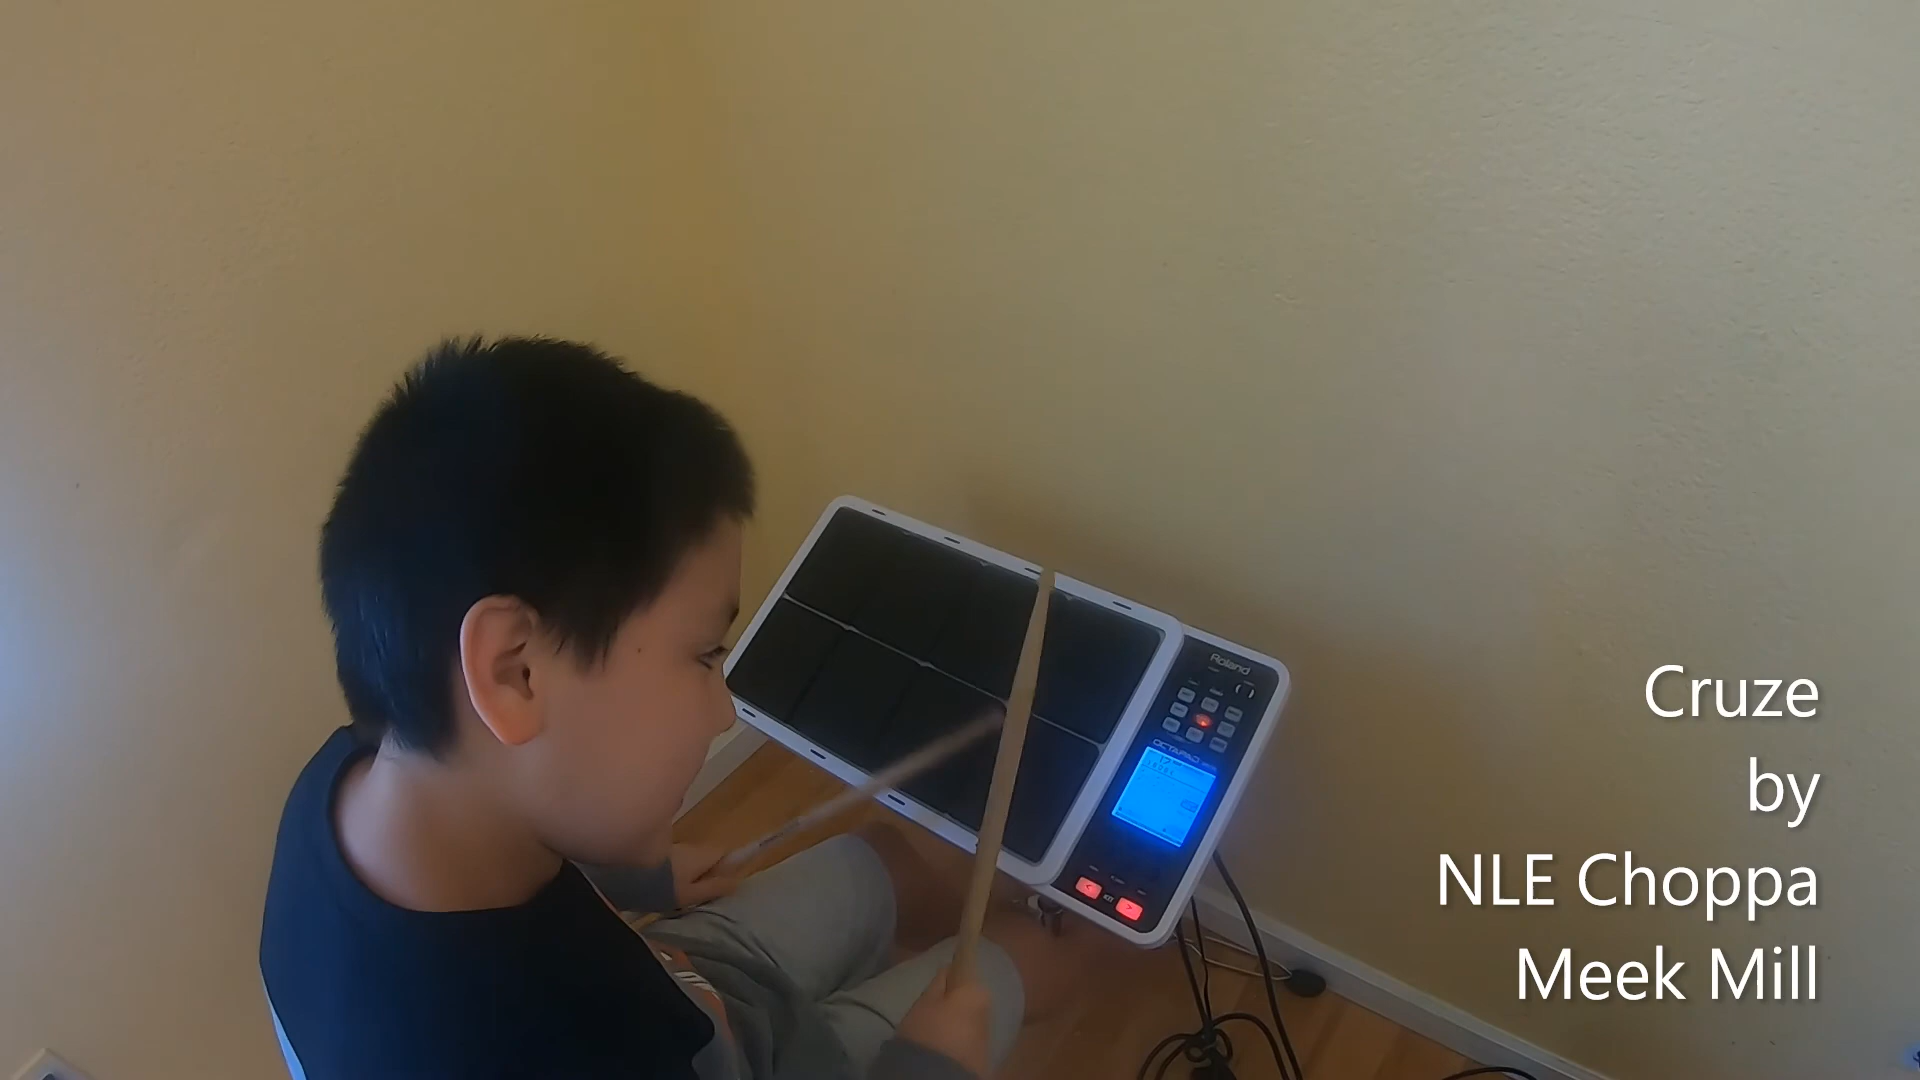 Roland
OCTAPAD
Cruze
by
NLE Choppa
Meek Mill